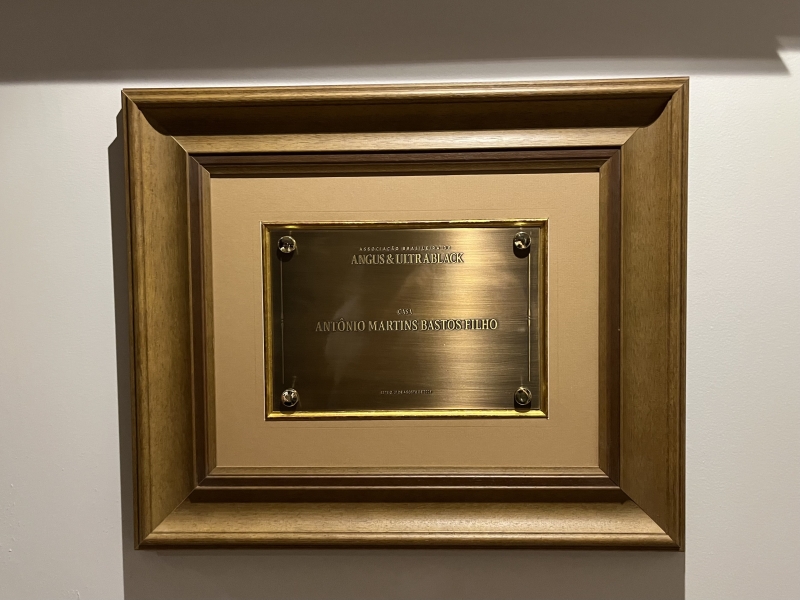 ASSOCIAÇÃO BRASILEIRA DE
ANGUS & ULTRABLACK
CASA
ANTÔNIO MARTINS BASTOS FILHO